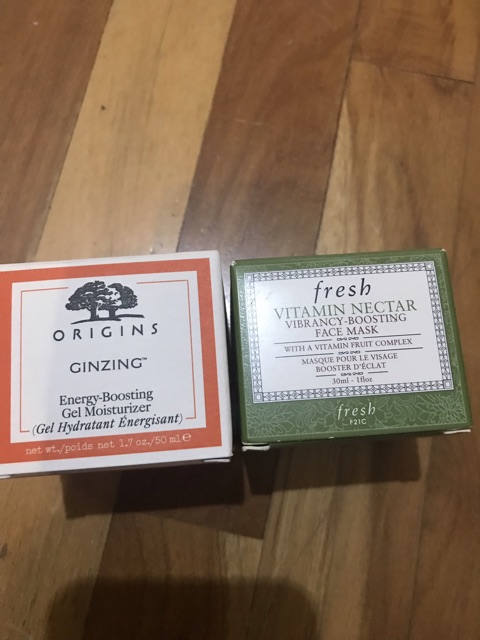 ORIGINS
GINZING™
Energy-Boosting
Gel Moisturizer
(Gel Hydratant Énergisant)
net wt./poids net 1.7 oz./50 ml e
fresh
VITAMIN NECTAR
VIBRANCY-BOOSTING
FACE MASK
WITH A VITAMIN FRUIT COMPLEX
MASQUE POUR LE VISAGE
BOOSTER D'ÉCLAT
30ml - 1floz
fresh
F21C